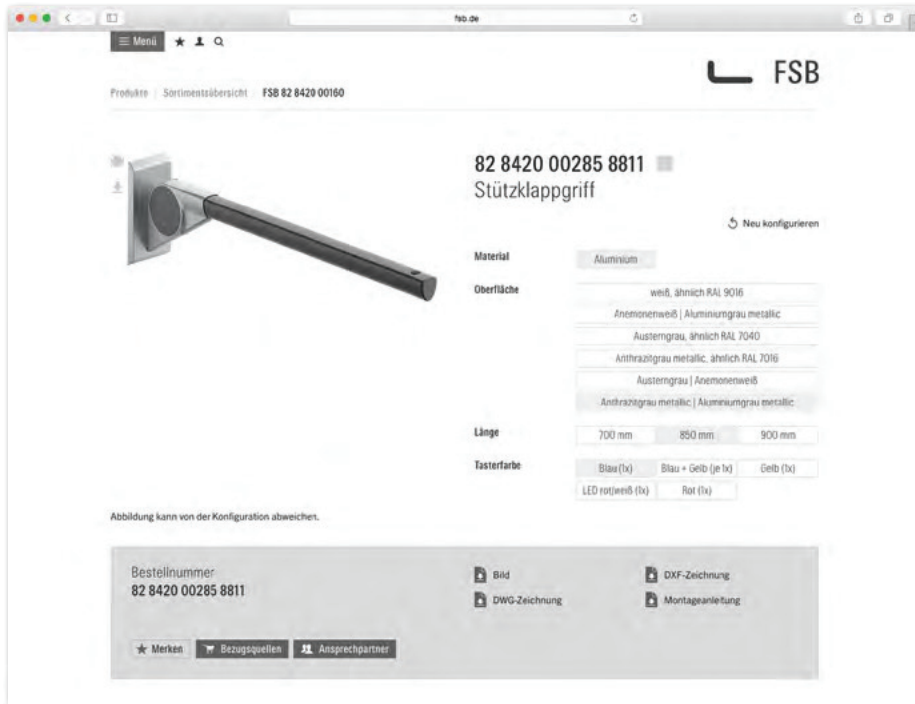 fsb.de
Menü
FSB
Produkte | Sortimentsübersicht FSB 82 8420 00160
82 8420 00285 8811
Stützklappgriff
Neu konfigurieren
Material Aluminium
Oberfläche weiß, ähnlich RAL 9016
Anemonenweiß | Aluminiumgrau metallic
Austerngrau, ähnlich RAL 7040
Anthrazitgrau metallic, ähnlich RAL 7016
Austerngrau | Anemonenweiß
Anthrazitgrau metallic | Aluminiumgrau metallic
Länge 700 mm 850 mm 900 mm
Tasterfarbe Blau (1x) Blau + Gelb (je 1x) Gelb (1x)
LED rot/weiß (1x) Rot (1x)
Abbildung kann von der Konfiguration abweichen.
Bestellnummer
82 8420 00285 8811
Bild DXF-Zeichnung
DWG-Zeichnung Montageanleitung
Merken Bezugsquellen Ansprechpartner